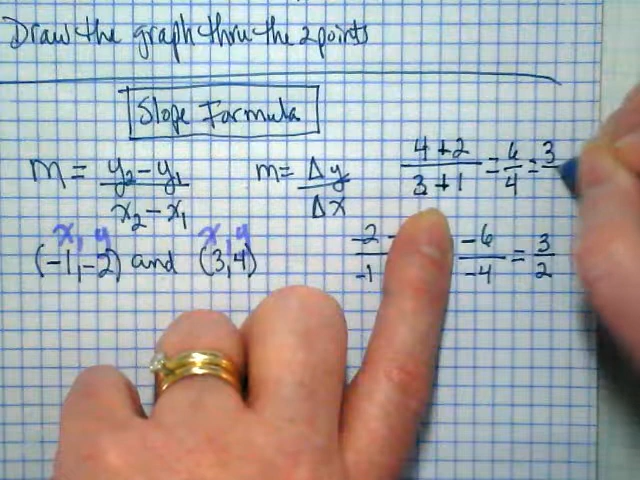 Draw the graph thru the 2 points
Slope Formula
m = y₂ - y₁ / x₂ - x₁
m = Δy / Δx
4 + 2 / 3 + 1 = 6 / 4 = 3
x, y x, y
(-1, -2) and (3, 4)
-2 - / -1 -6 / -4 = 3 / 2